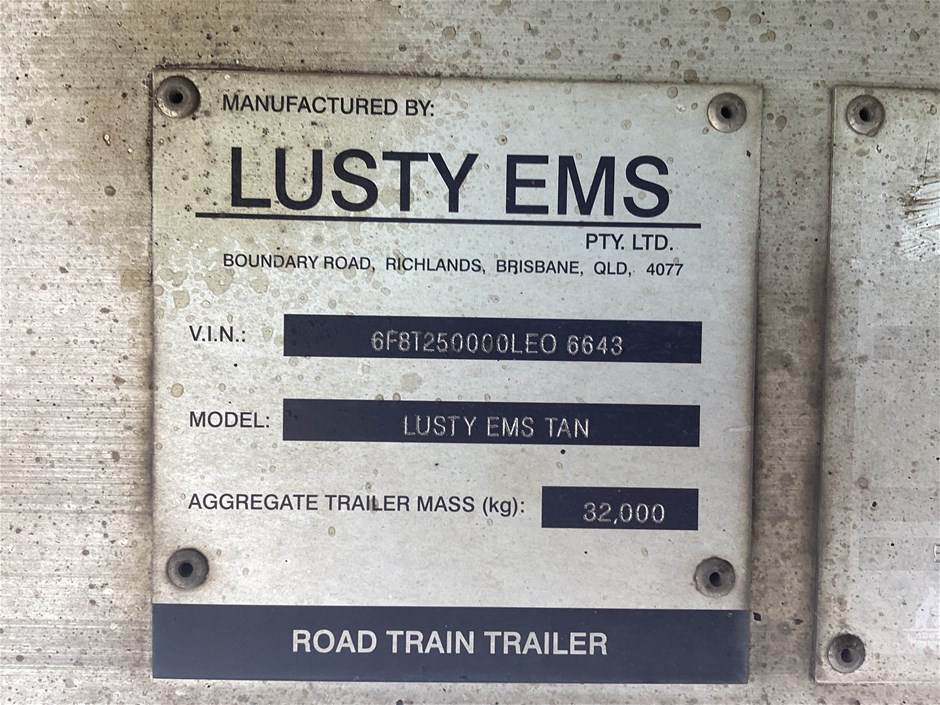 MANUFACTURED BY:
LUSTY EMS
PTY. LTD.
BOUNDARY ROAD, RICHLANDS, BRISBANE, QLD, 4077
V.I.N.: 6F8T250000LEO 6643
MODEL: LUSTY EMS TAN
AGGREGATE TRAILER MASS (kg): 32,000
ROAD TRAIN TRAILER